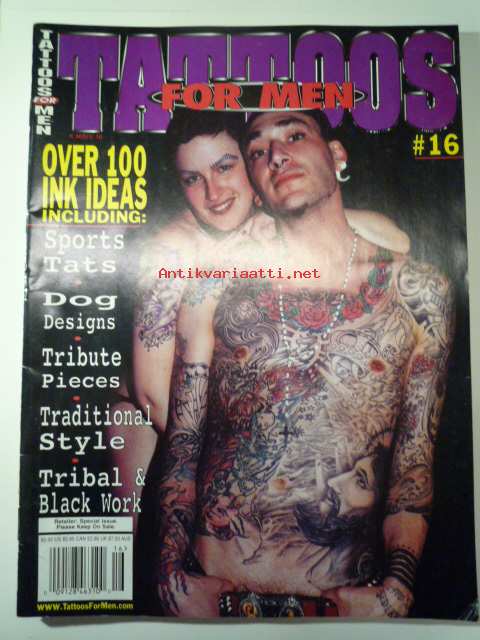 TATTOOS
FOR MEN
TATTOOS
FOR MEN
#16
OVER 100
INK IDEAS
INCLUDING:
Sports
Tats
Dog
Designs
Tribute
Pieces
Traditional
Style
Tribal &
Black Work
Antikvariaatti.net
Retailer: Special Issue.
Please Keep On Sale.
16>
www.TattoosForMen.com